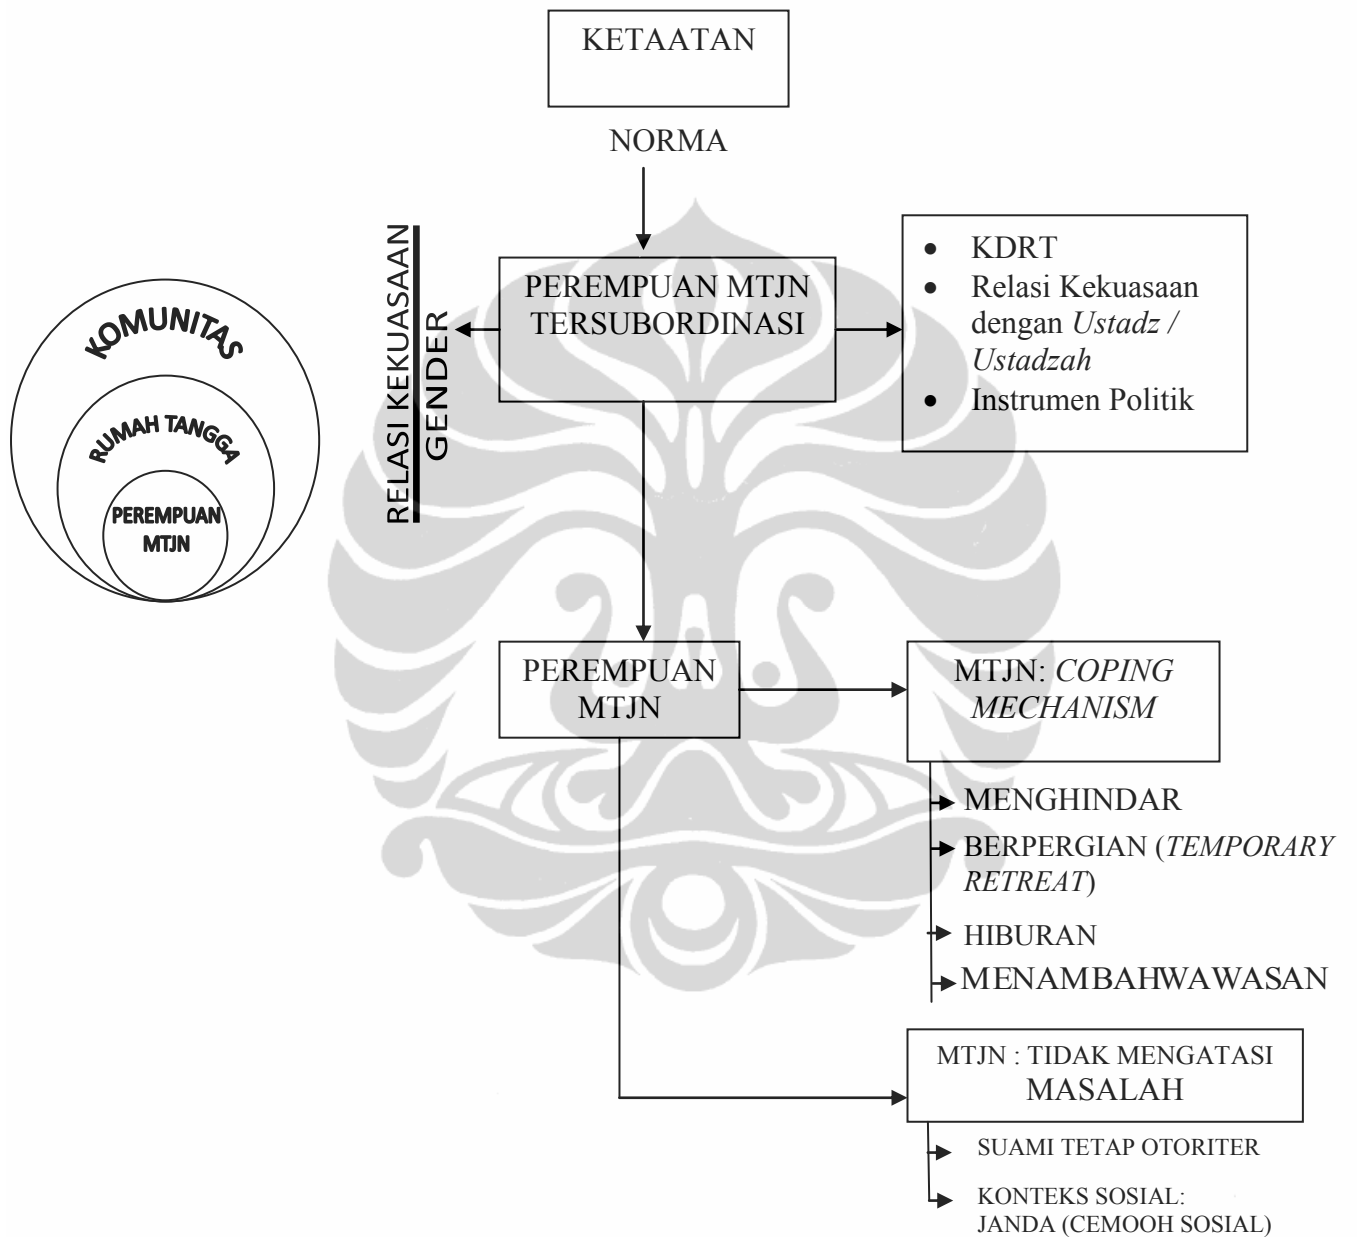 KETAATAN
NORMA
KOMUNITAS
RUMAH TANGGA
PEREMPUAN
MTJN
RELASI KEKUASAAN
GENDER
PEREMPUAN MTJN
TERSUBORDINASI
• KDRT
• Relasi Kekuasaan
dengan Ustadz /
Ustadzah
• Instrumen Politik
PEREMPUAN
MTJN
MTJN: COPING
MECHANISM
MENGHINDAR
BERPERGIAN (TEMPORARY
RETREAT)
HIBURAN
MENAMBAHWAWASAN
MTJN : TIDAK MENGATASI
MASALAH
SUAMI TETAP OTORITER
KONTEKS SOSIAL:
JANDA (CEMOOH SOSIAL)